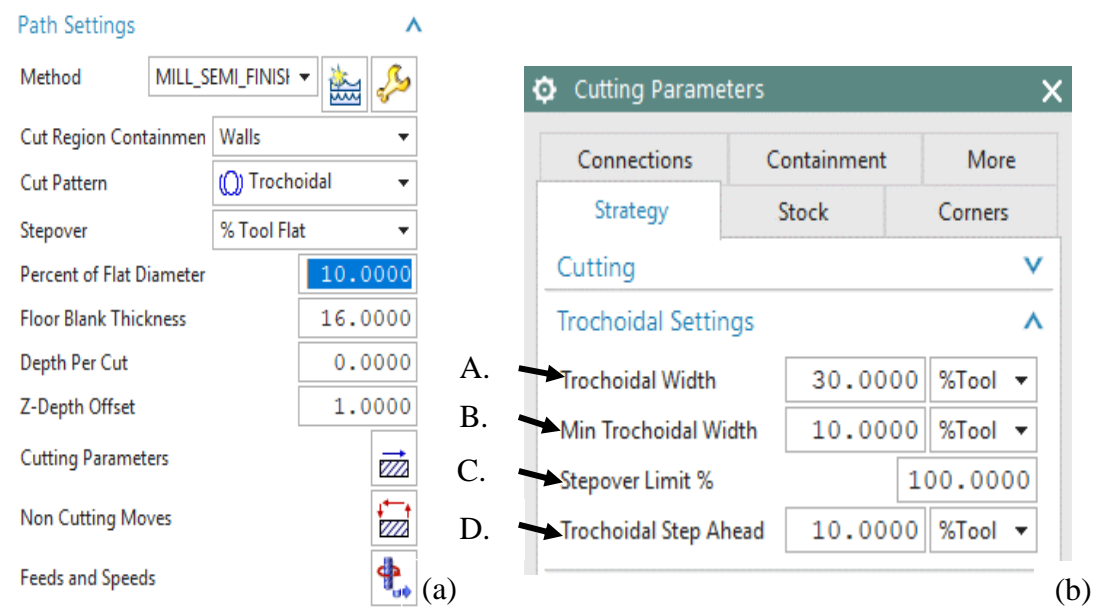 Path Settings
Method MILL_SEMI_FINISH
Cut Region Containmen Walls
Cut Pattern Trochoidal
Stepover % Tool Flat
Percent of Flat Diameter 10.0000
Floor Blank Thickness 16.0000
Depth Per Cut 0.0000
Z-Depth Offset 1.0000
Cutting Parameters
Non Cutting Moves
Feeds and Speeds
(a)
Cutting Parameters X
Connections Containment More
Strategy Stock Corners
Cutting
Trochoidal Settings
A. Trochoidal Width 30.0000 %Tool
B. Min Trochoidal Width 10.0000 %Tool
C. Stepover Limit % 100.0000
D. Trochoidal Step Ahead 10.0000 %Tool
(b)